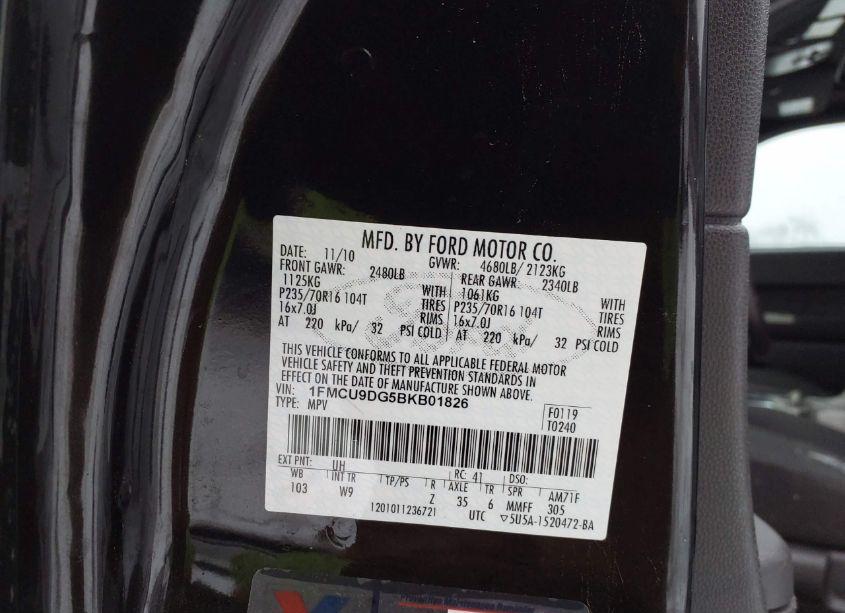 MFD. BY FORD MOTOR CO.
DATE: 11/10 GVWR: 4680LB/ 2123KG
FRONT GAWR: 2480LB REAR GAWR: 2340LB
1125KG WITH 1061KG WITH
P235/70R16 104T TIRES P235/70R16 104T TIRES
16x7.0J RIMS 16x7.0J RIMS
AT 220 kPa/ 32 PSI COLD AT 220 kPa/ 32 PSI COLD
THIS VEHICLE CONFORMS TO ALL APPLICABLE FEDERAL MOTOR
VEHICLE SAFETY AND THEFT PREVENTION STANDARDS IN
EFFECT ON THE DATE OF MANUFACTURE SHOWN ABOVE.
VIN: 1FMCU9DG5BKB01826
TYPE: MPV
F0119
T0240
EXT PNT: UH RC: 41 DSO:
WB INT TR TP/PS R AXLE TR SPR AM71F
103 W9 Z 35 6 MMFF 305
1201011236721 UTC ▽5U5A-1520472-BA